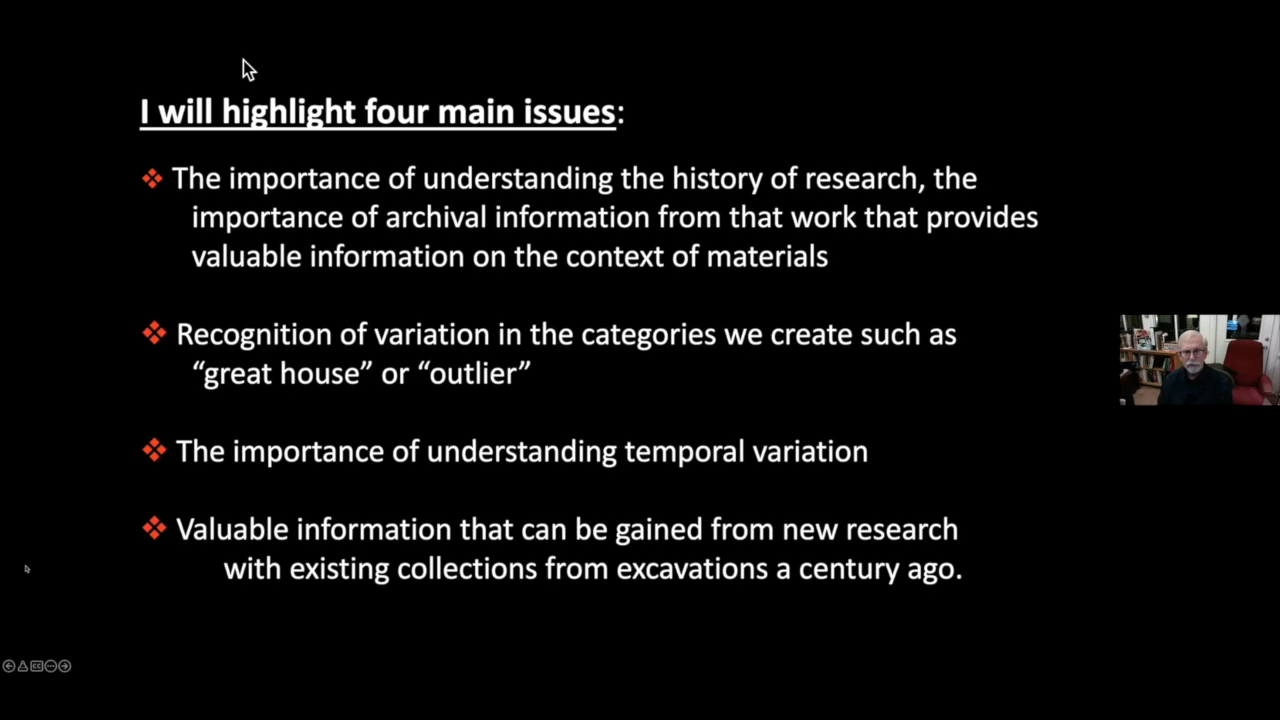 I will highlight four main issues:
❖ The importance of understanding the history of research, the
importance of archival information from that work that provides
valuable information on the context of materials
❖ Recognition of variation in the categories we create such as
“great house” or “outlier”
❖ The importance of understanding temporal variation
❖ Valuable information that can be gained from new research
with existing collections from excavations a century ago.